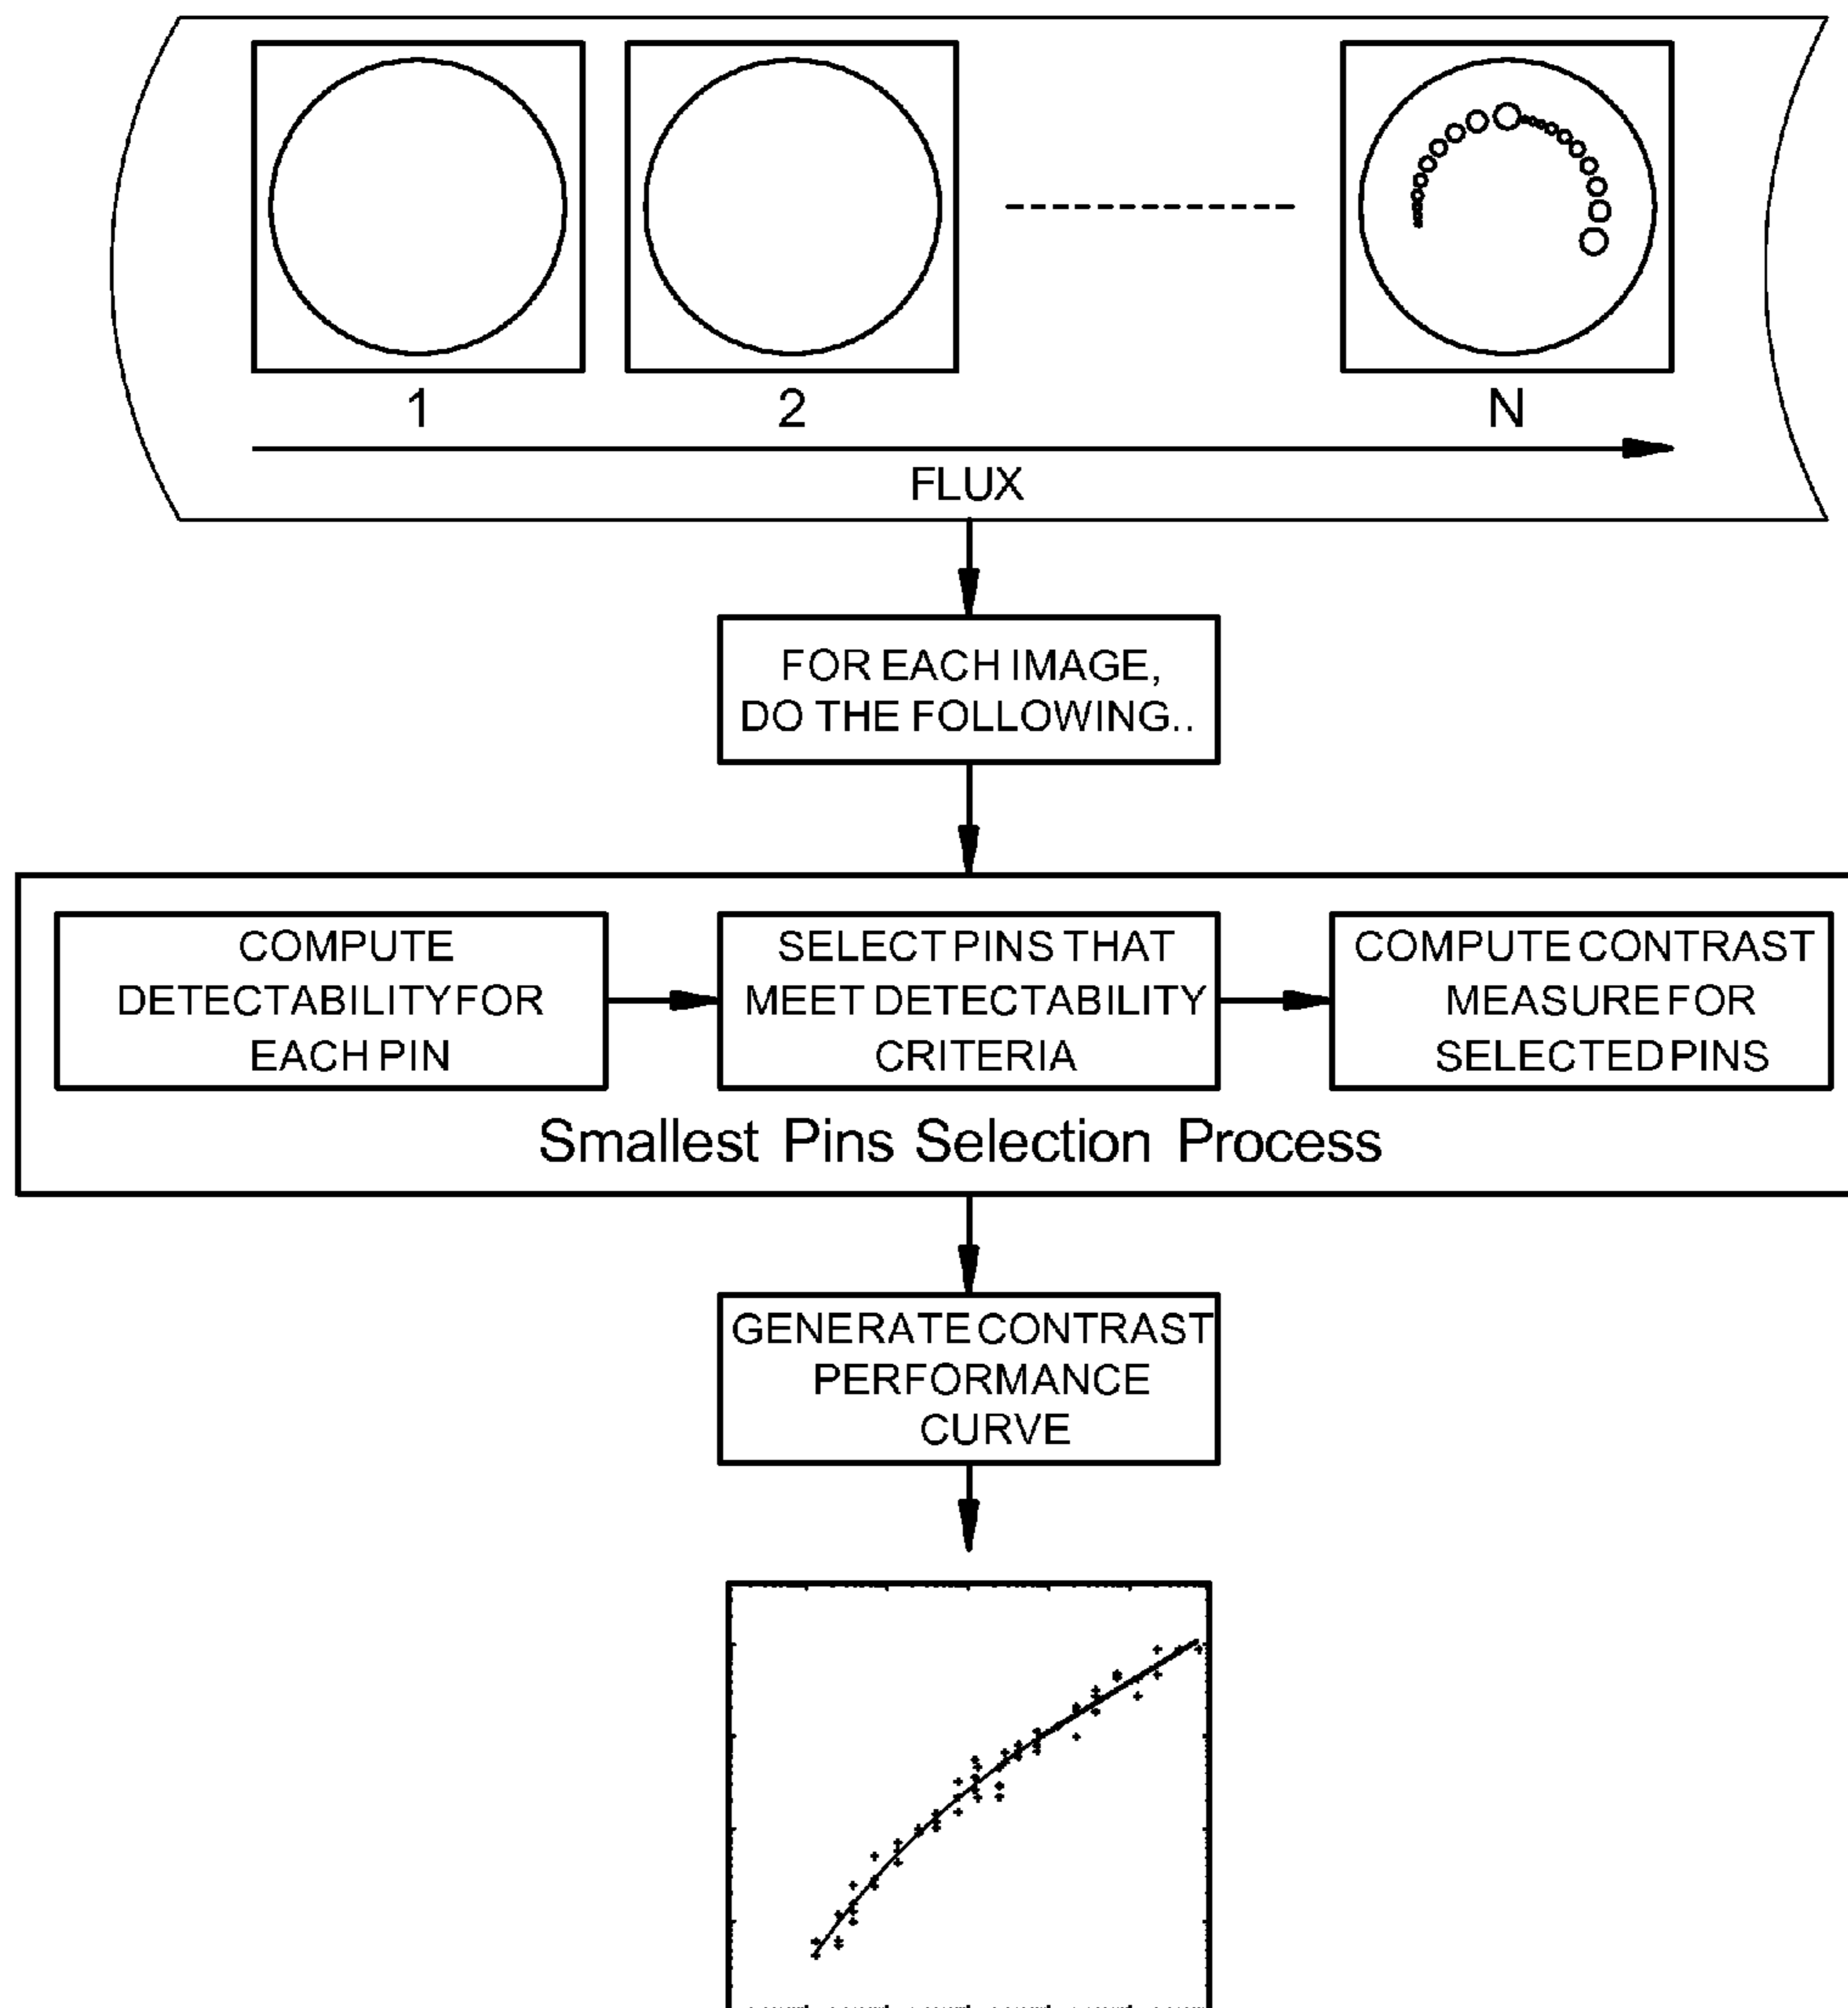 1 2 N
FLUX
FOR EACH IMAGE,
DO THE FOLLOWING..
COMPUTE
DETECTABILITY FOR
EACH PIN
SELECT PINS THAT
MEET DETECTABILITY
CRITERIA
COMPUTE CONTRAST
MEASURE FOR
SELECTED PINS
Smallest Pins Selection Process
GENERATE CONTRAST
PERFORMANCE
CURVE